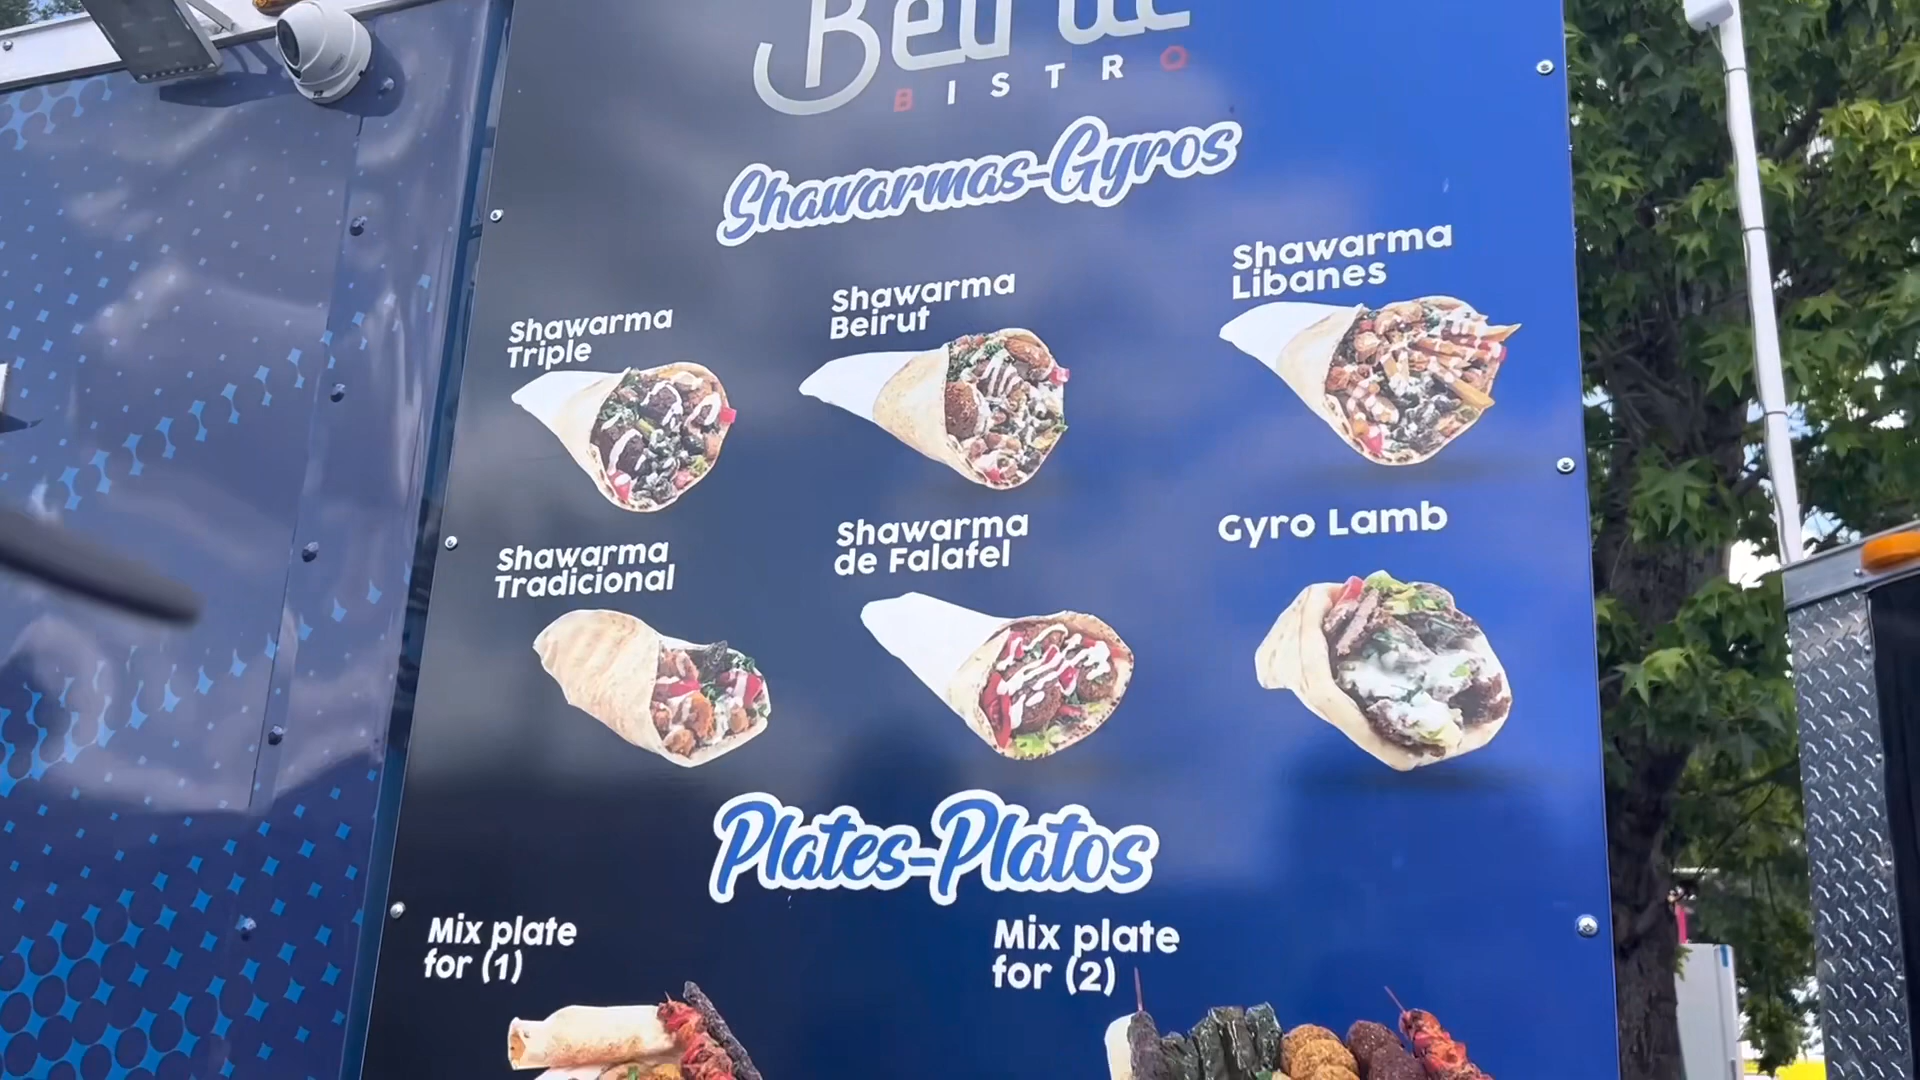 Beirut
BISTRO
Shawarmas-Gyros
Shawarma
Triple
Shawarma
Beirut
Shawarma
Libanes
Shawarma
Tradicional
Shawarma
de Falafel
Gyro Lamb
Plates-Platos
Mix plate
for (1)
Mix plate
for (2)